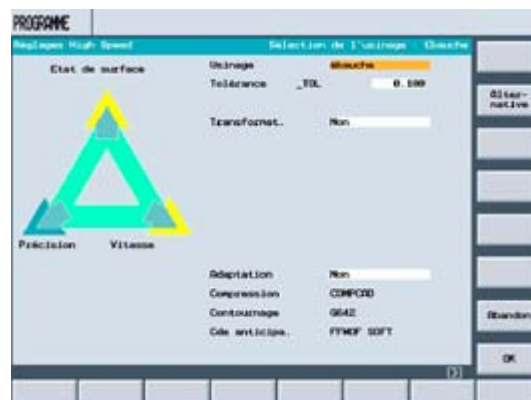 PROGRAMME
Réglages High Speed
Sélection de l'usinage : Ebauche
Etat de surface
Précision
Vitesse
Usinage Ebauche
Tolérance _TOL 0.100
Transformat. Non
Adaptation Non
Compression COMPCAD
Contournage G642
Cde anticipa. FFWOF SOFT
Alter-
native
Abandon
OK